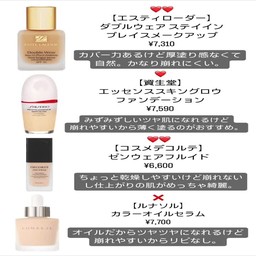 ❤❤
【エスティローダー】
ダブルウェア ステイイン
プレイスメークアップ
¥7,310
カバー力あるけど厚塗り感なくて
自然。かなり崩れにくい。
❤
【資生堂】
エッセンススキングロウ
ファンデーション
¥7,590
みずみずしいツヤ肌になれるけど
崩れやすいから薄く塗るのがおすすめ。
❤❤
【コスメデコルテ】
ゼンウェアフルイド
¥6,600
ちょっと乾燥しやすいけど崩れない
し仕上がりの肌がめっちゃ綺麗。
❌
【ルナソル】
カラーオイルセラム
¥7,700
オイルだからツヤツヤになれるけど
崩れやすいからリピなし。